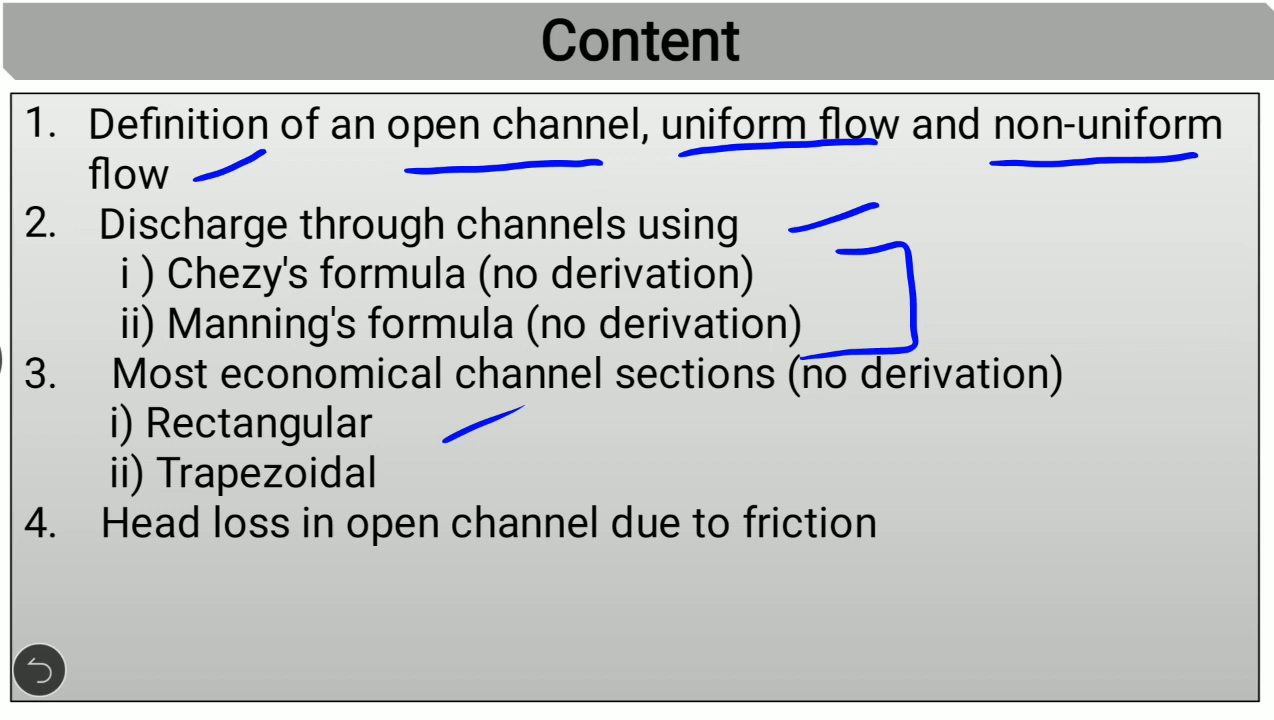 Content
1. Definition of an open channel, uniform flow and non-uniform
flow
2. Discharge through channels using
i ) Chezy's formula (no derivation)
ii) Manning's formula (no derivation)
3. Most economical channel sections (no derivation)
i) Rectangular
ii) Trapezoidal
4. Head loss in open channel due to friction